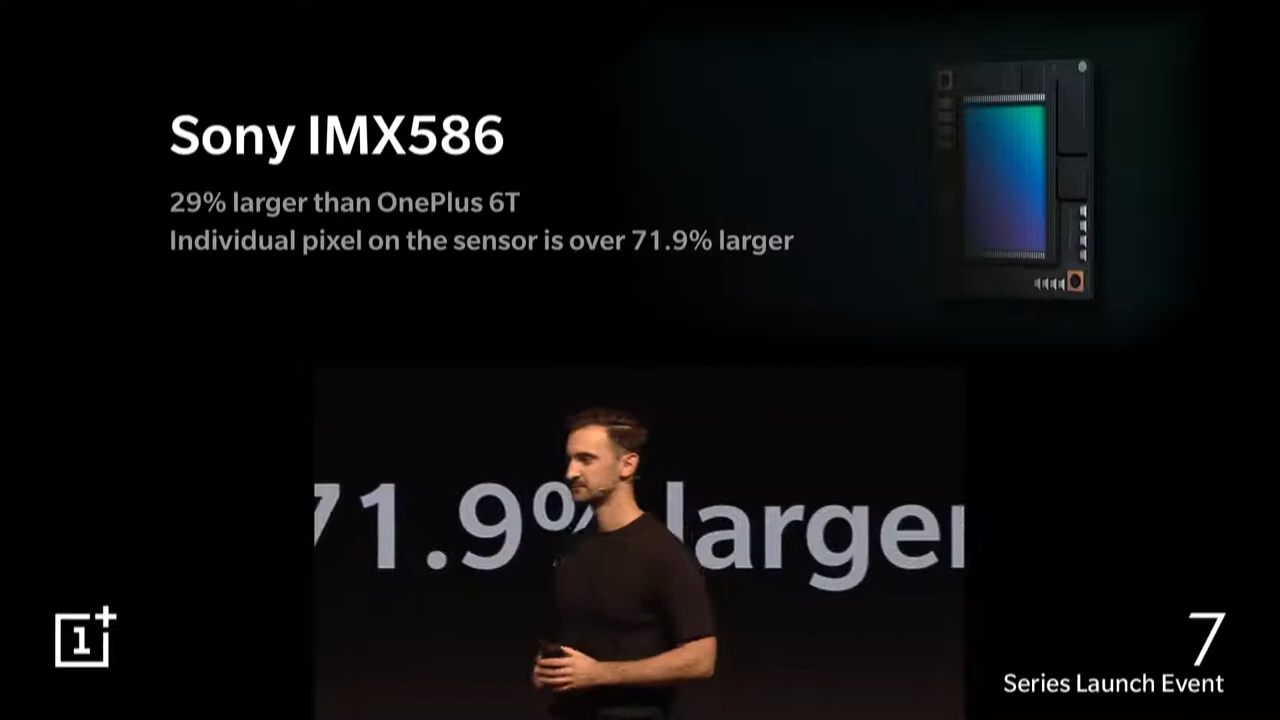 Sony IMX586
29% larger than OnePlus 6T
Individual pixel on the sensor is over 71.9% larger
71.9% larger
1+
7
Series Launch Event